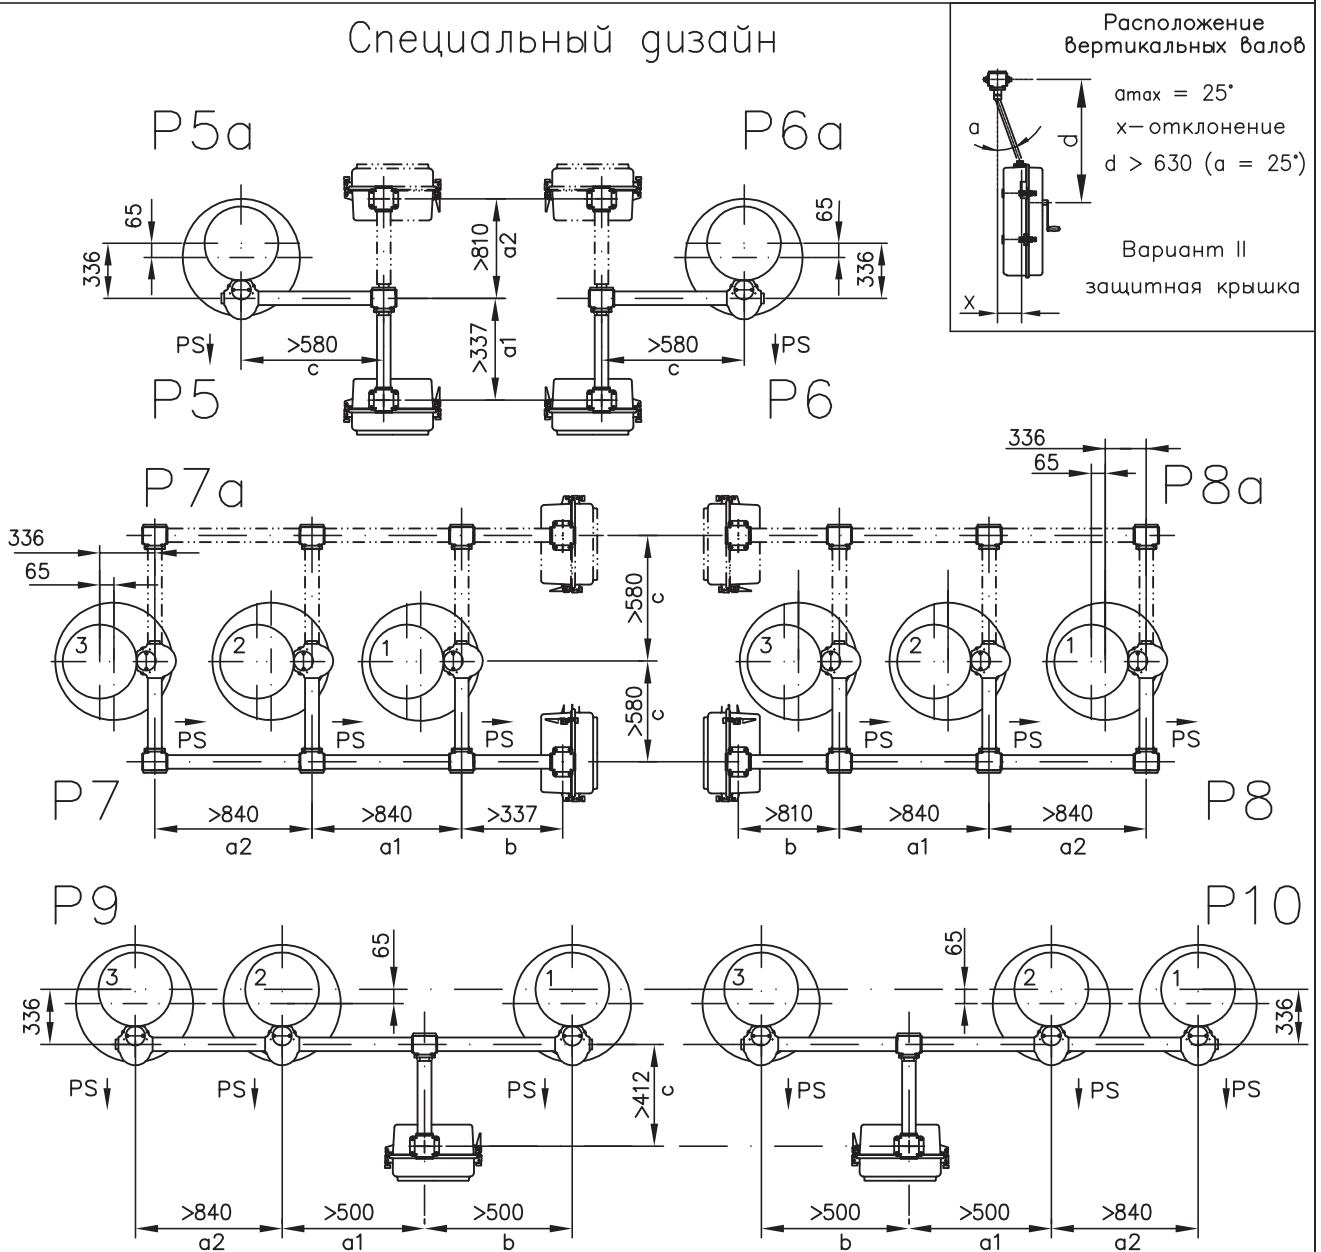 Специальный дизайн
Расположение
вертикальных валов
amax = 25°
x-отклонение
d > 630 (a = 25°)
a
d
Вариант II
защитная крышка
x
P5a
P6a
65
336
>810
a2
65
336
>337
a1
PS
>580
c
>580
c
PS
P5
P6
336
65
P7a
P8a
336
65
>580
c
3
2
1
3
2
1
>580
c
PS
PS
PS
PS
PS
PS
P7
P8
>840
a2
>840
a1
>337
b
>810
b
>840
a1
>840
a2
P9
P10
65
65
3
2
1
3
2
1
336
336
PS
PS
PS
>412
c
PS
PS
PS
>840
a2
>500
a1
>500
b
>500
b
>500
a1
>840
a2